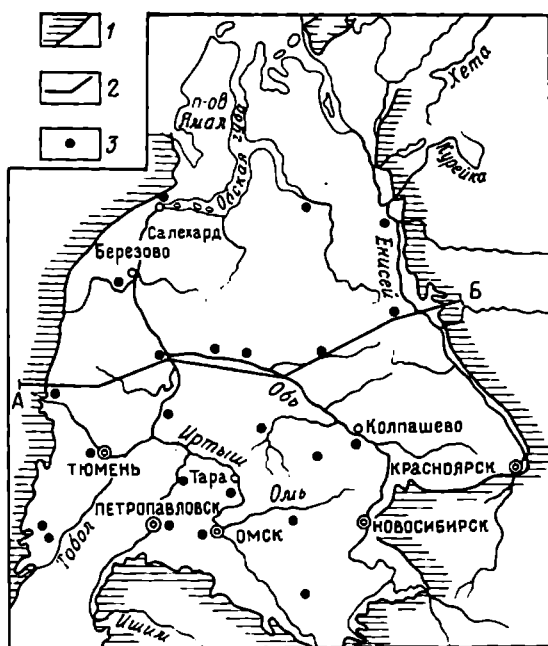 1
2
3
Хета
п-ов
Ямал
Обская
губа
Курейка
Салехард
Березово
Енисей
Б
А
Обь
Колпашево
Иртыш
ТЮМЕНЬ
КРАСНОЯРСК
Тара
Омь
ПЕТРОПАВЛОВСК
Тобол
ОМСК
НОВОСИБИРСК
Ишим